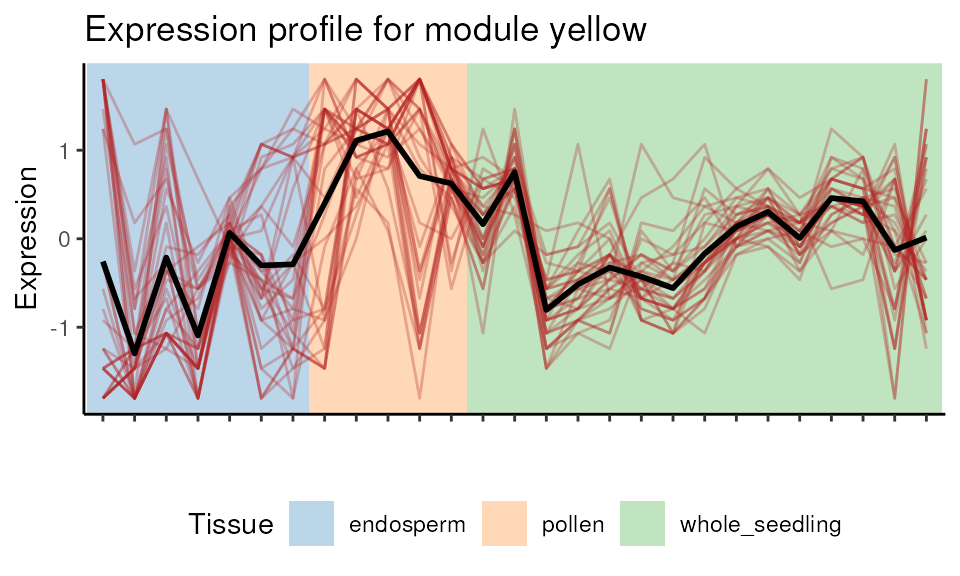 Expression profile for module yellow
Expression
1
0
-1
Tissue endosperm pollen whole_seedling